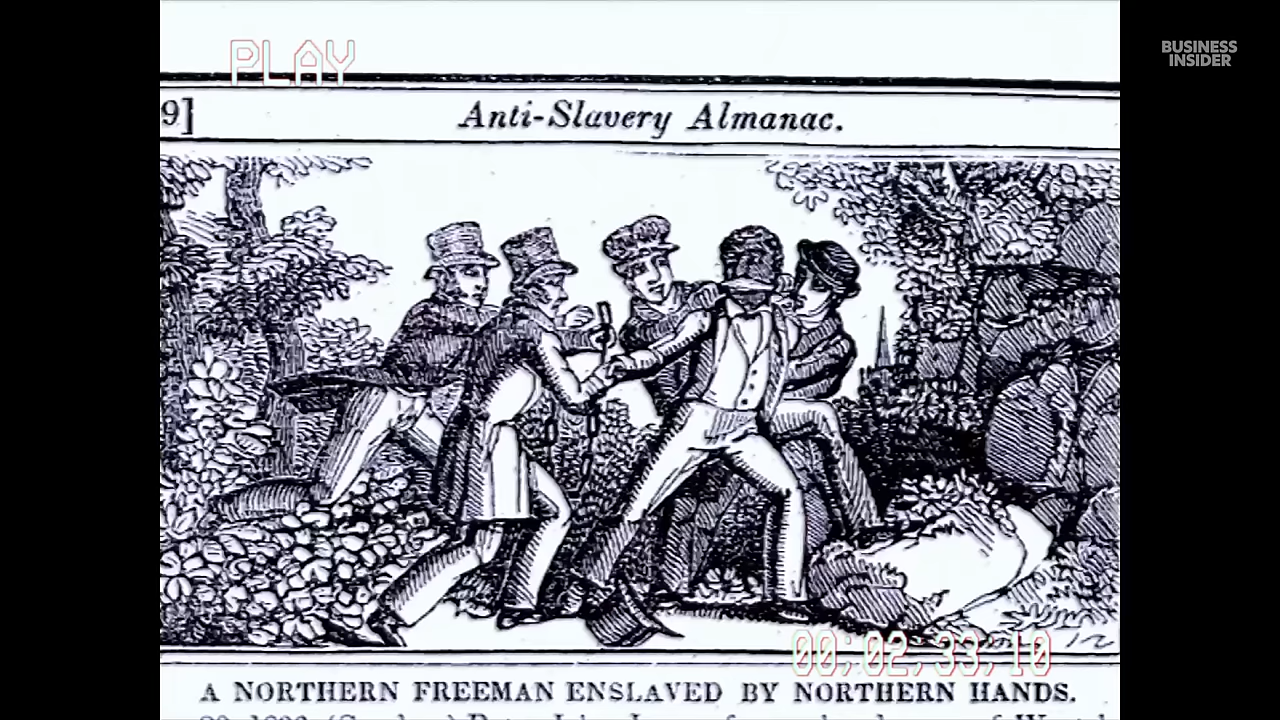 PLAY
BUSINESS
INSIDER
9]
Anti-Slavery Almanac.
00;02;33,10
A NORTHERN FREEMAN ENSLAVED BY NORTHERN HANDS.